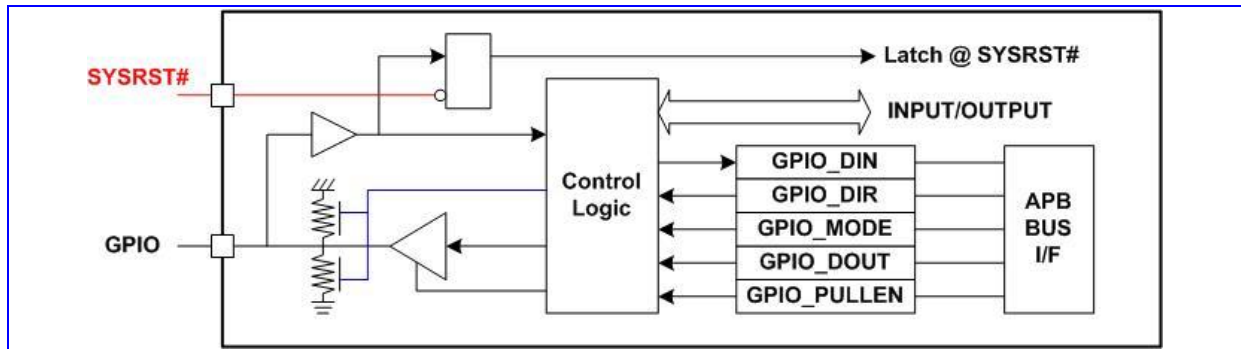 SYSRST#
Latch @ SYSRST#
INPUT/OUTPUT
Control
Logic
GPIO
GPIO_DIN
GPIO_DIR
GPIO_MODE
GPIO_DOUT
GPIO_PULLEN
APB
BUS
I/F